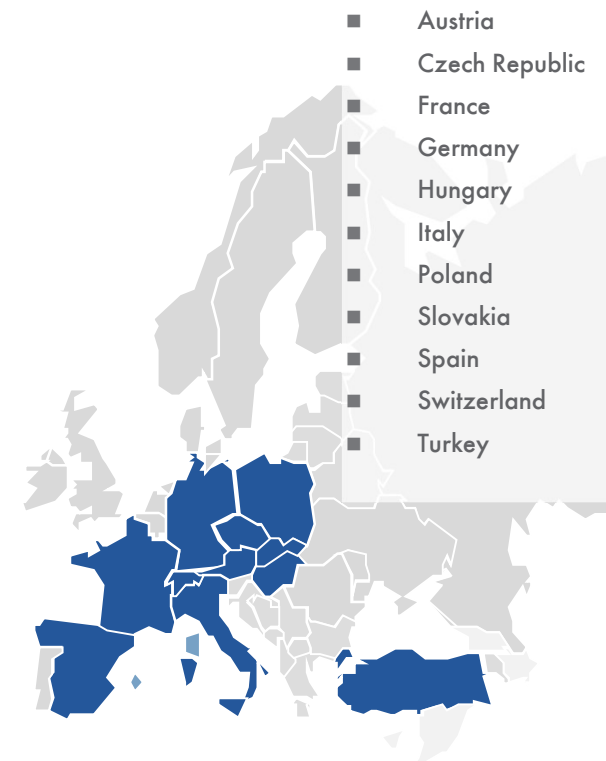 Austria
Czech Republic
France
Germany
Hungary
Italy
Poland
Slovakia
Spain
Switzerland
Turkey